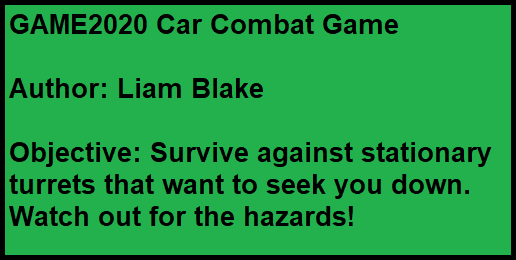 GAME2020 Car Combat Game
Author: Liam Blake
Objective: Survive against stationary
turrets that want to seek you down.
Watch out for the hazards!